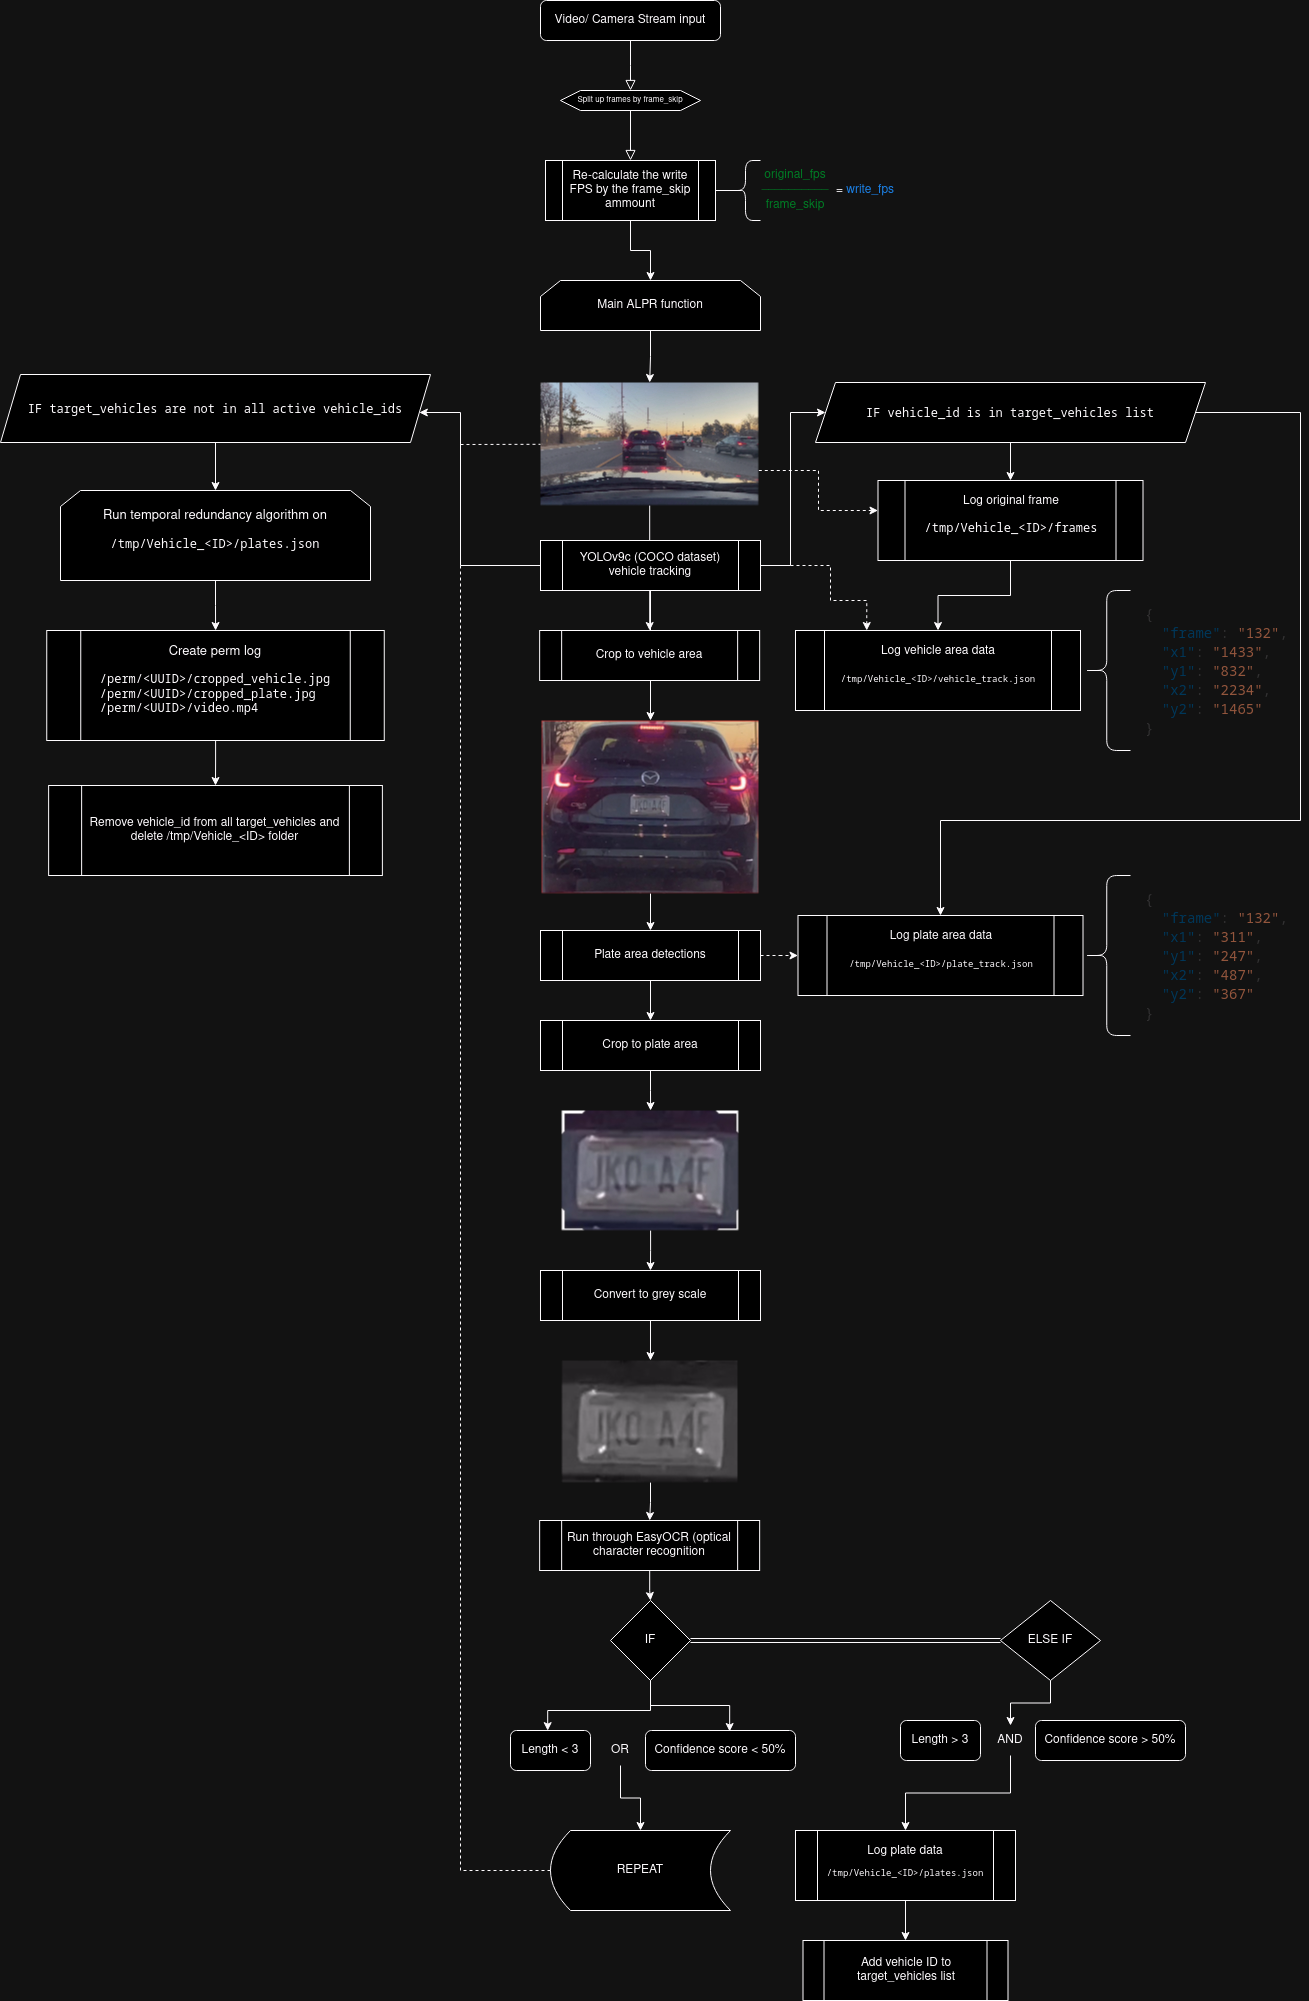 Video/ Camera Stream input
Split up frames by frame_skip
Re-calculate the write
FPS by the frame_skip
ammount
original_fps
frame_skip
= write_fps
Main ALPR function
IF target_vehicles are not in all active vehicle_ids
IF vehicle_id is in target_vehicles list
Run temporal redundancy algorithm on
/tmp/Vehicle_<ID>/plates.json
Log original frame
/tmp/Vehicle_<ID>/frames
YOLOv9c (COCO dataset)
vehicle tracking
Create perm log
/perm/<UUID>/cropped_vehicle.jpg
/perm/<UUID>/cropped_plate.jpg
/perm/<UUID>/video.mp4
Crop to vehicle area
Log vehicle area data
/tmp/Vehicle_<ID>/vehicle_track.json
{
"frame": "132",
"x1": "1433",
"y1": "832",
"x2": "2234",
"y2": "1465"
}
Remove vehicle_id from all target_vehicles and
delete /tmp/Vehicle_<ID> folder
Plate area detections
Log plate area data
/tmp/Vehicle_<ID>/plate_track.json
{
"frame": "132",
"x1": "311",
"y1": "247",
"x2": "487",
"y2": "367"
}
Crop to plate area
JKO A4F
Convert to grey scale
JKO A4F
Run through EasyOCR (optical
character recognition
IF
ELSE IF
Length < 3
OR
Confidence score < 50%
Length > 3
AND
Confidence score > 50%
REPEAT
Log plate data
/tmp/Vehicle_<ID>/plates.json
Add vehicle ID to
target_vehicles list